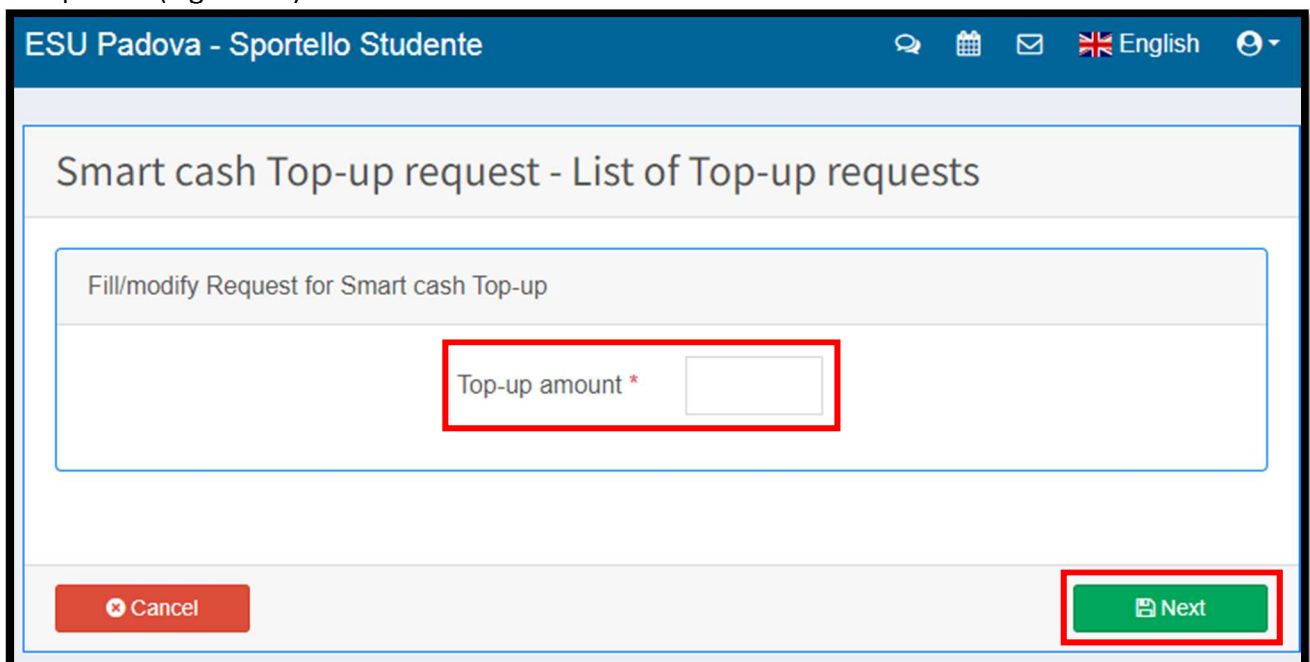 ESU Padova - Sportello Studente English
Smart cash Top-up request - List of Top-up requests
Fill/modify Request for Smart cash Top-up
Top-up amount *
Cancel Next